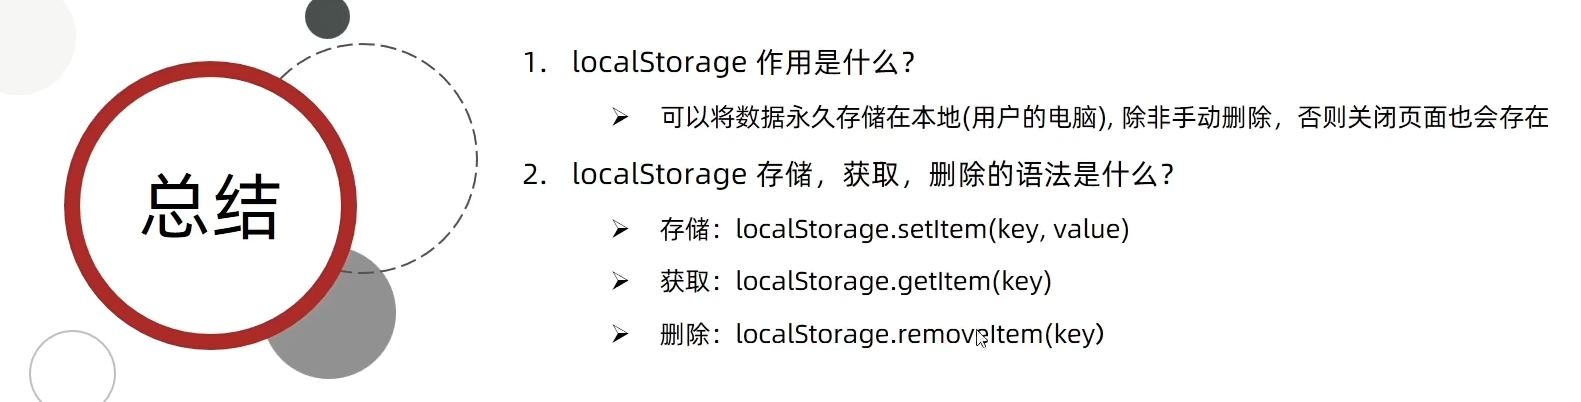 总结
1. localStorage 作用是什么？
➢ 可以将数据永久存储在本地(用户的电脑), 除非手动删除，否则关闭页面也会存在
2. localStorage 存储，获取，删除的语法是什么？
➢ 存储：localStorage.setItem(key, value)
➢ 获取：localStorage.getItem(key)
➢ 删除：localStorage.removeItem(key）